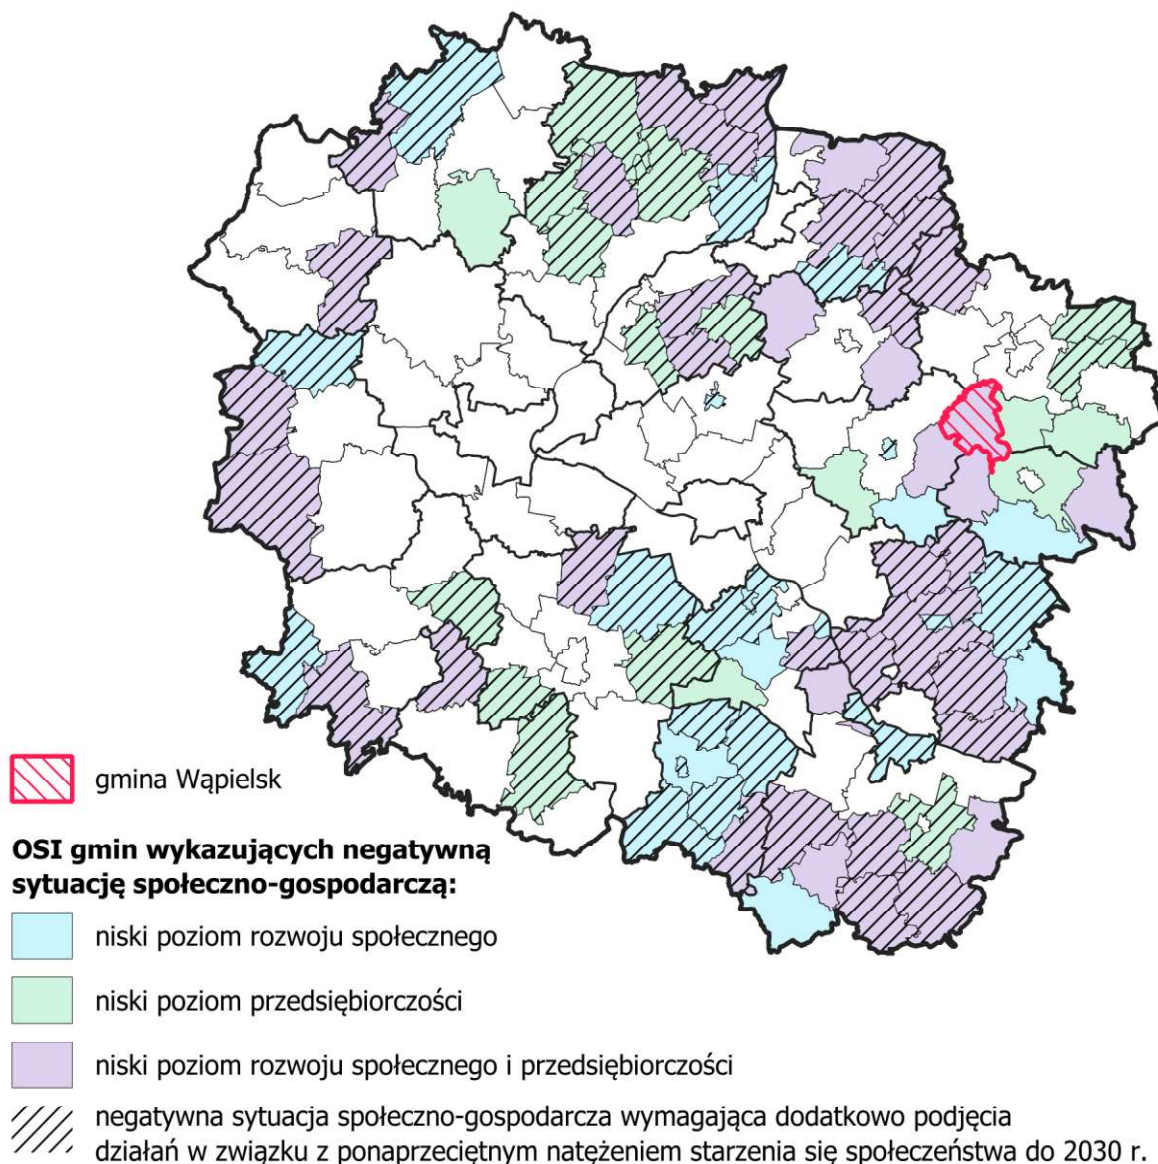 gmina Wąpielsk
OSI gmin wykazujących negatywną
sytuację społeczno-gospodarczą:
niski poziom rozwoju społecznego
niski poziom przedsiębiorczości
niski poziom rozwoju społecznego i przedsiębiorczości
negatywna sytuacja społeczno-gospodarcza wymagająca dodatkowo podjęcia
działań w związku z ponaprzeciętnym natężeniem starzenia się społeczeństwa do 2030 r.